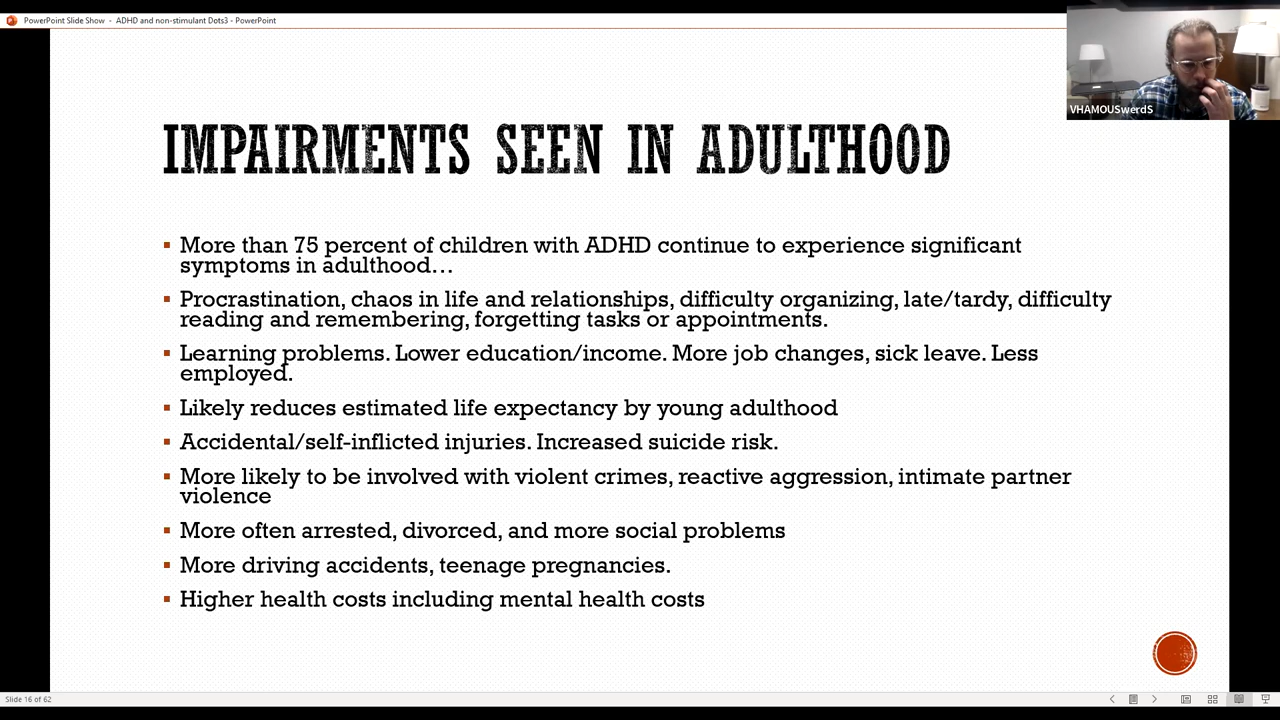 PowerPoint Slide Show - ADHD and non-stimulant Dots3 - PowerPoint
VHAMOUSwerdS
IMPAIRMENTS SEEN IN ADULTHOOD
More than 75 percent of children with ADHD continue to experience significant
symptoms in adulthood…
Procrastination, chaos in life and relationships, difficulty organizing, late/tardy, difficulty
reading and remembering, forgetting tasks or appointments.
Learning problems. Lower education/income. More job changes, sick leave. Less
employed.
Likely reduces estimated life expectancy by young adulthood
Accidental/self-inflicted injuries. Increased suicide risk.
More likely to be involved with violent crimes, reactive aggression, intimate partner
violence
More often arrested, divorced, and more social problems
More driving accidents, teenage pregnancies.
Higher health costs including mental health costs
Slide 16 of 62